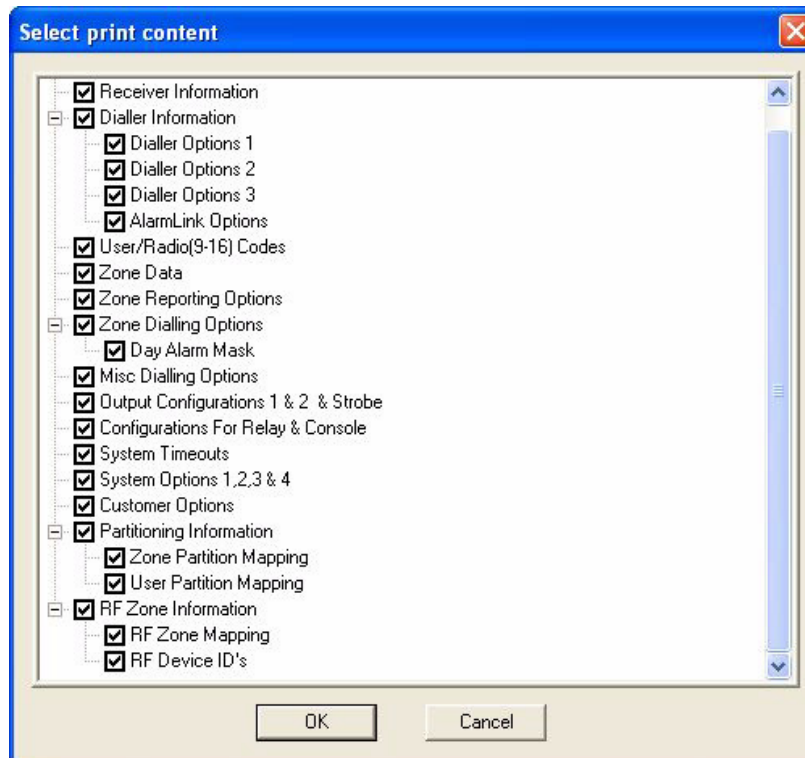 Select print content
Receiver Information
Dialler Information
Dialler Options 1
Dialler Options 2
Dialler Options 3
AlarmLink Options
User/Radio(9-16) Codes
Zone Data
Zone Reporting Options
Zone Dialling Options
Day Alarm Mask
Misc Dialling Options
Output Configurations 1 & 2 & Strobe
Configurations For Relay & Console
System Timeouts
System Options 1,2,3 & 4
Customer Options
Partitioning Information
Zone Partition Mapping
User Partition Mapping
RF Zone Information
RF Zone Mapping
RF Device ID's
OK Cancel